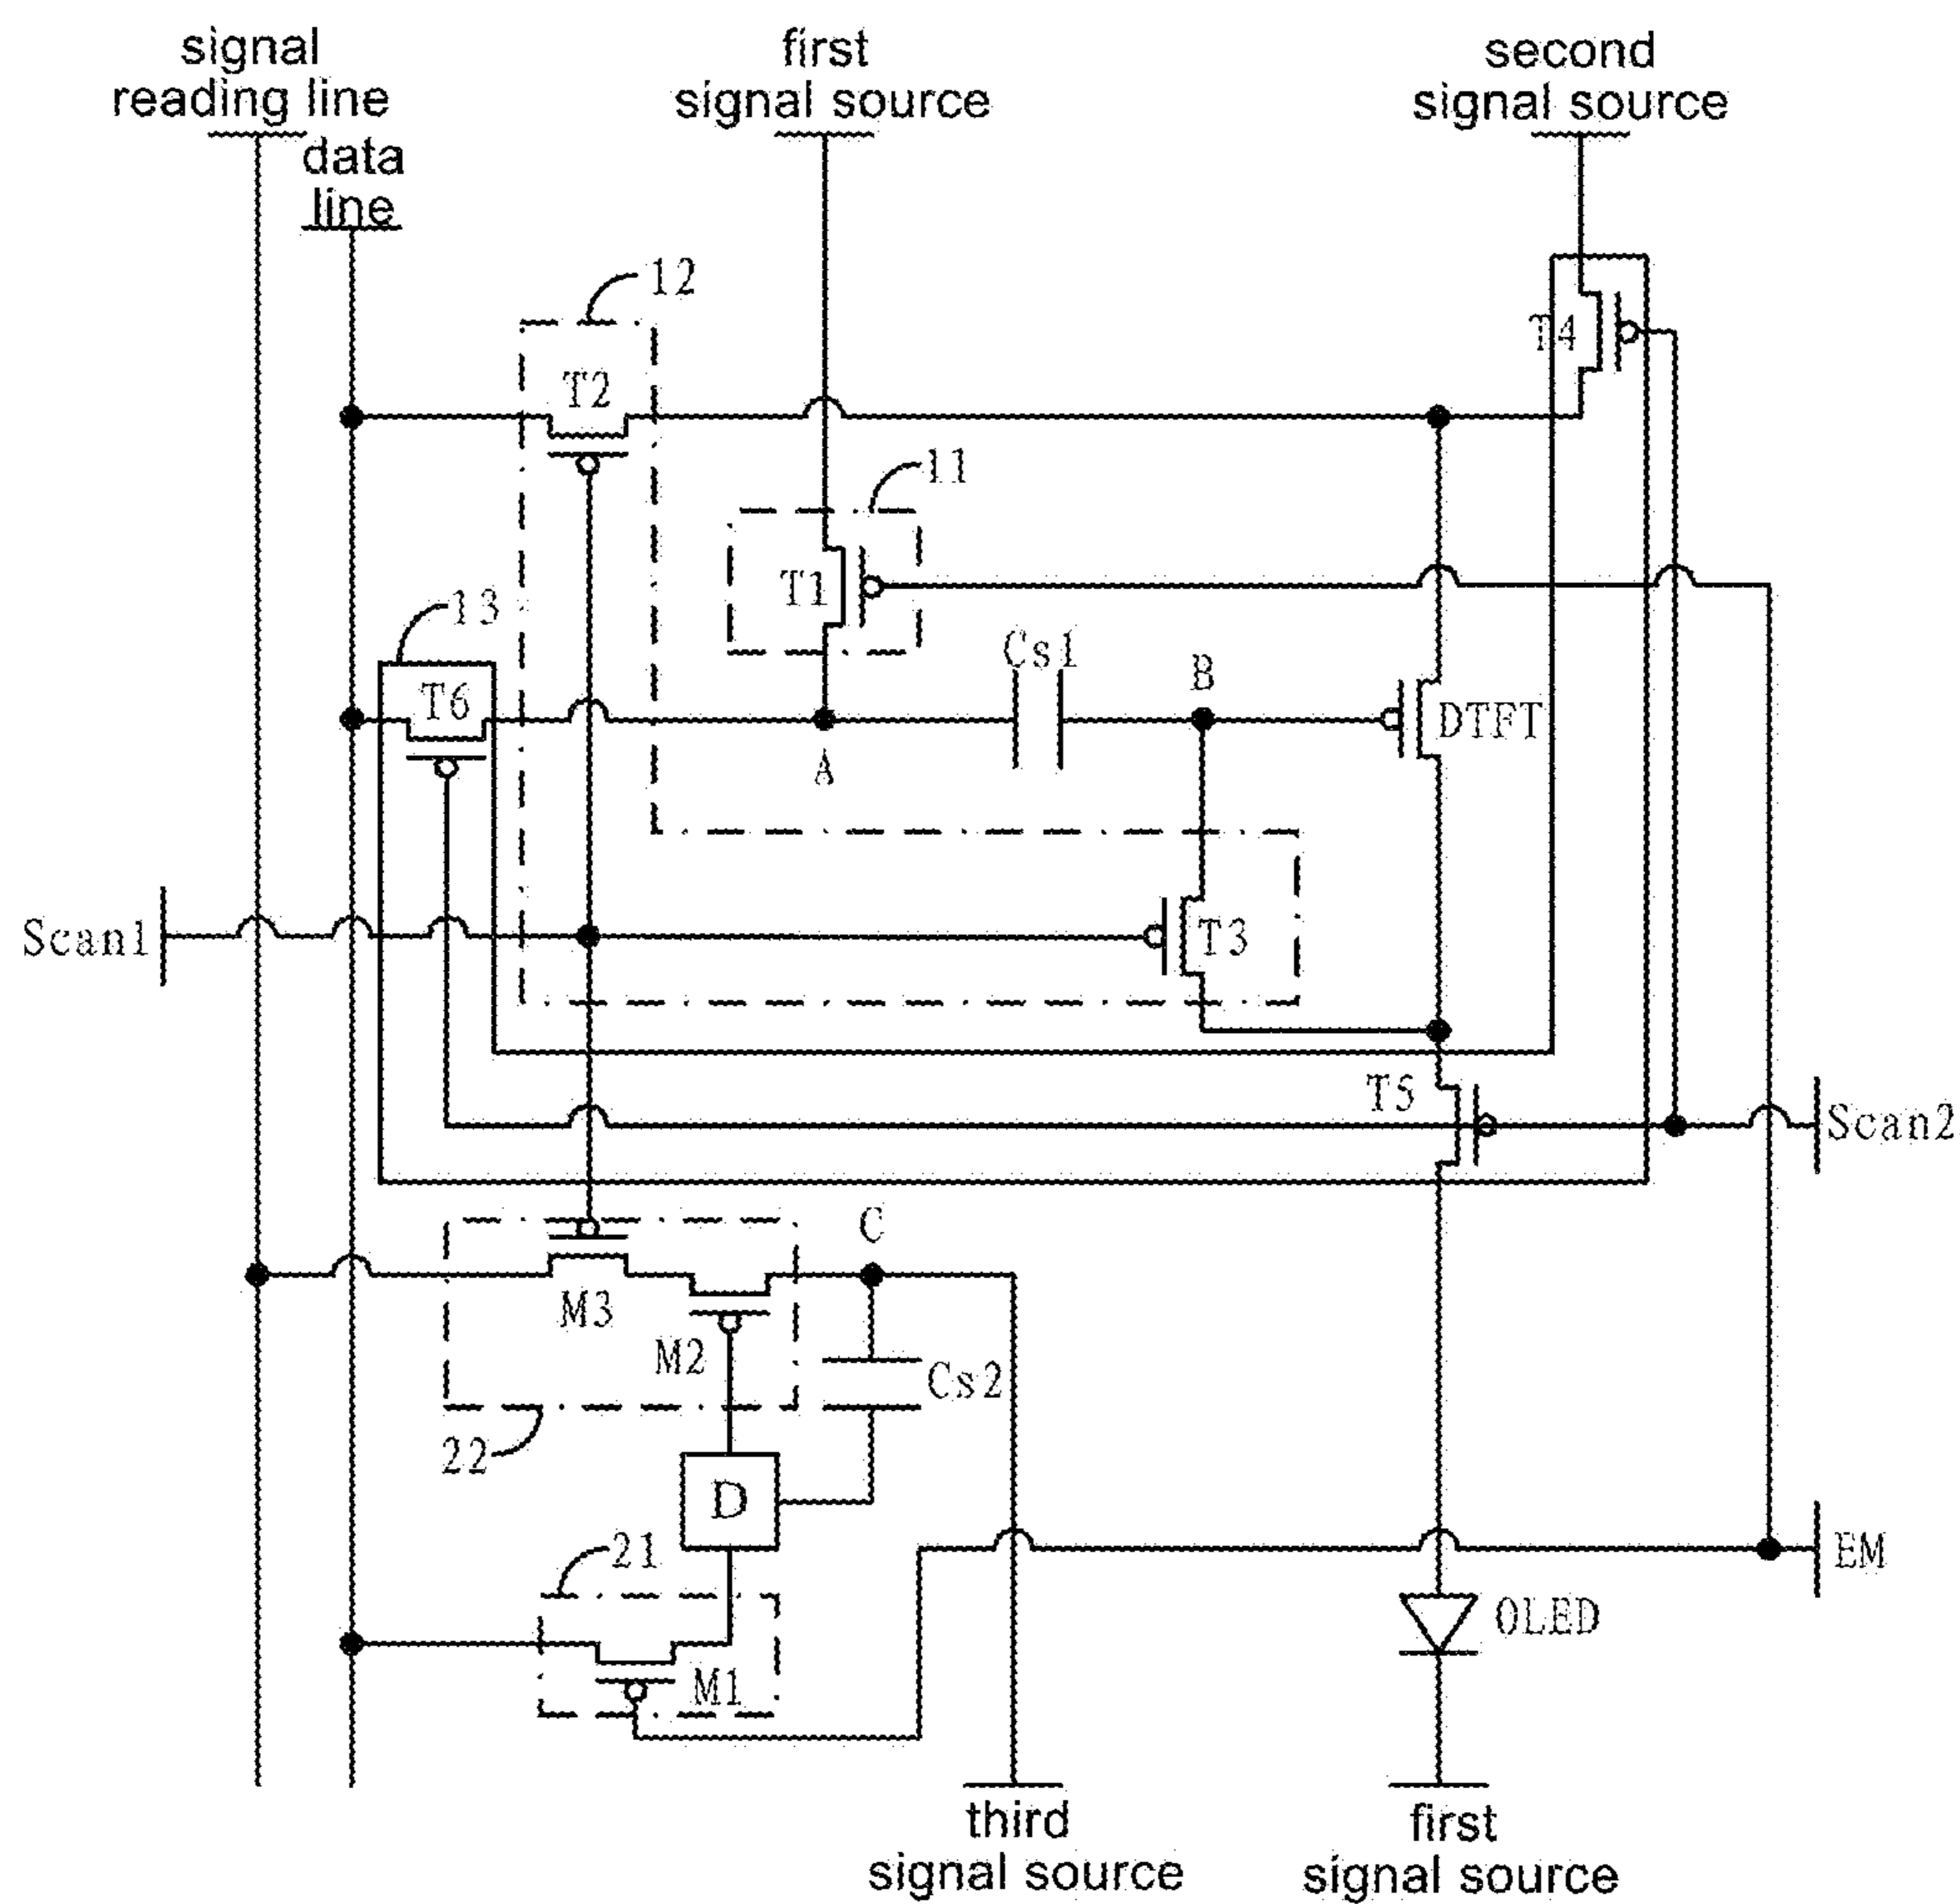 signal
reading line
data
line
first
signal source
second
signal source
12
T4
T2
11
T1
13
Cs1
B
T6
DTFT
A
Scan1
T3
T5
Scan2
C
M3
M2
Cs2
22
D
21
EM
OLED
M1
third
signal source
first
signal source